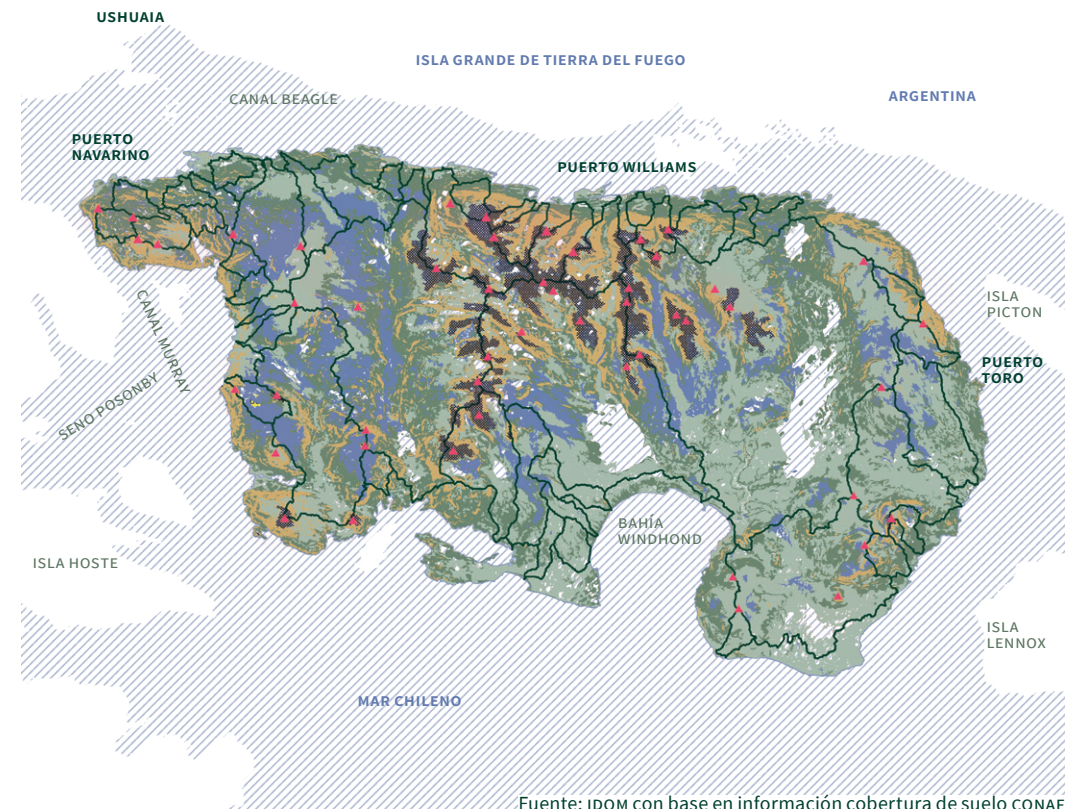 USHUAIA
ISLA GRANDE DE TIERRA DEL FUEGO
ARGENTINA
CANAL BEAGLE
PUERTO
NAVARINO
PUERTO WILLIAMS
ISLA
PICTON
CANAL MURRAY
PUERTO
TORO
SENO POSONBY
BAHÍA
WINDHOND
ISLA HOSTE
ISLA
LENNOX
MAR CHILENO
Fuente: IDOM con base en información cobertura de suelo CONAF